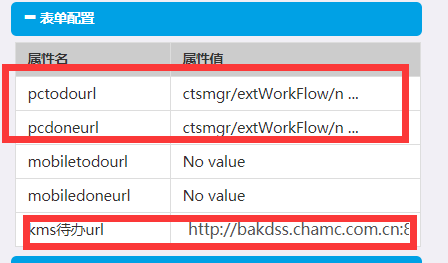 表单配置
属性名 属性值
pctodourl ctsmgr/extWorkFlow/n ...
pcdoneurl ctsmgr/extWorkFlow/n ...
mobiletodourl No value
mobiledoneurl No value
kms待办url http://bakdss.chamc.com.cn:8